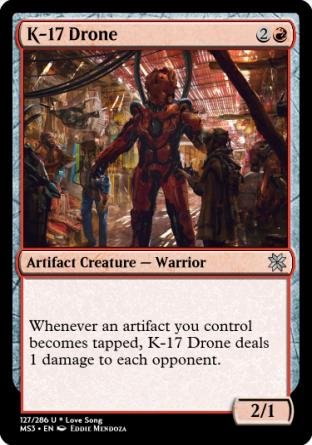 K-17 Drone 2
Artifact Creature — Warrior
Whenever an artifact you control
becomes tapped, K-17 Drone deals
1 damage to each opponent.
2/1
127/286 U * Love Song
MS3 • EN Eddie Mendoza